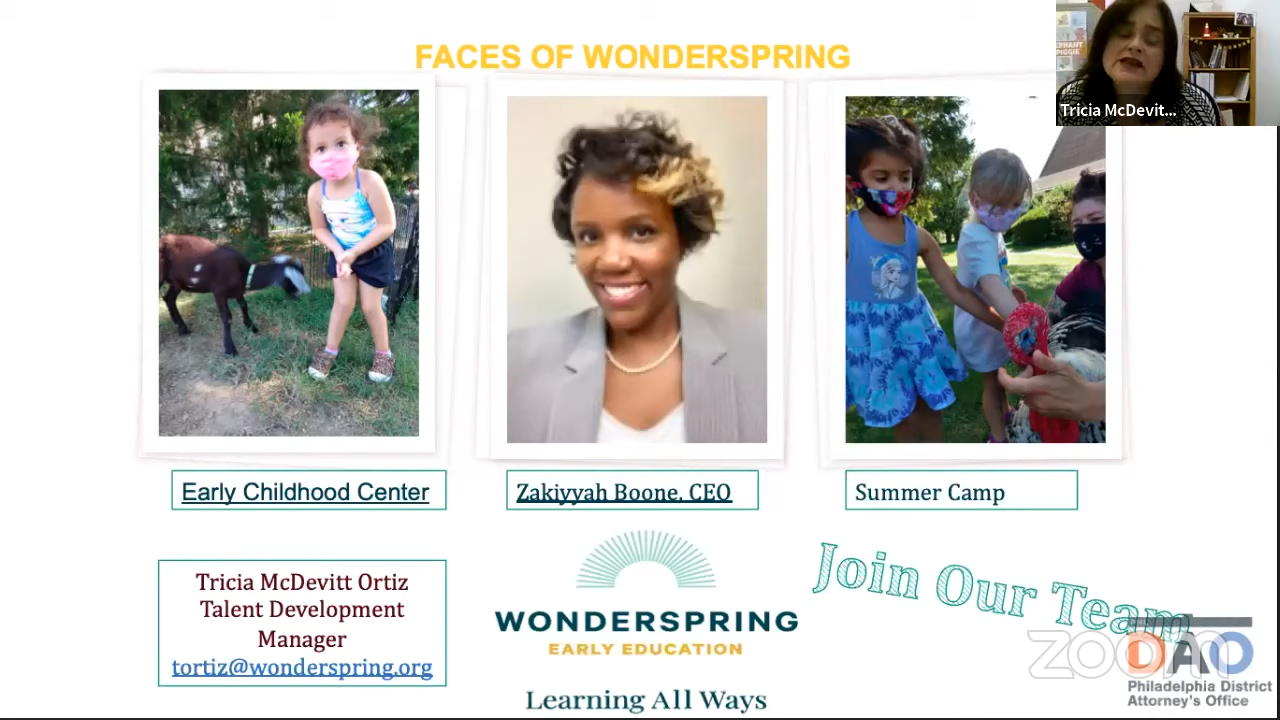 FACES OF WONDERSPRING
Tricia McDevit...
Early Childhood Center
Zakiyyah Boone, CEO
Summer Camp
Tricia McDevitt Ortiz
Talent Development
Manager
tortiz@wonderspring.org
WONDERSPRING
EARLY EDUCATION
Learning All Ways
Join Our Team
zoom
DAO
Philadelphia District
Attorney's Office